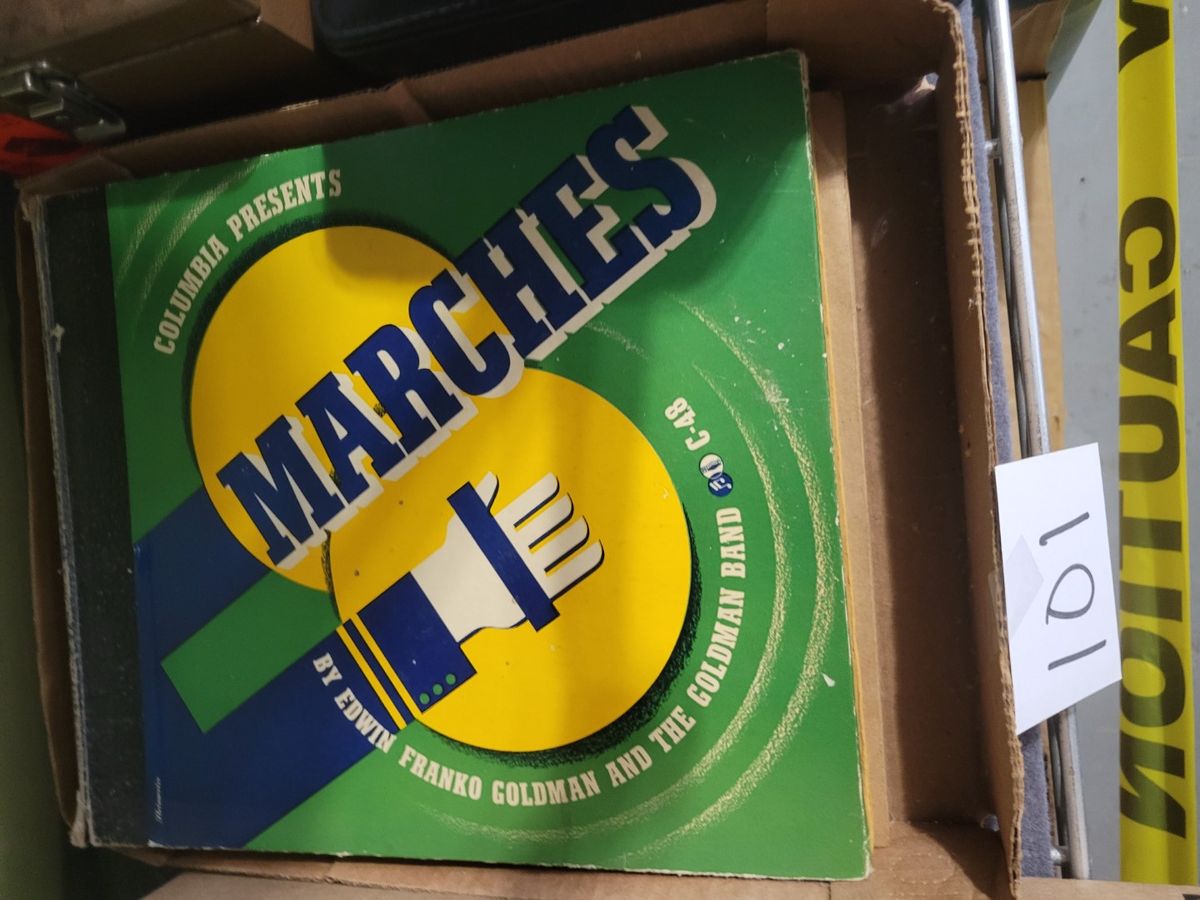 COLUMBIA PRESENTS
MARCHES
C-48
BY EDWIN FRANKO GOLDMAN AND THE GOLDMAN BAND
101
CAUTION